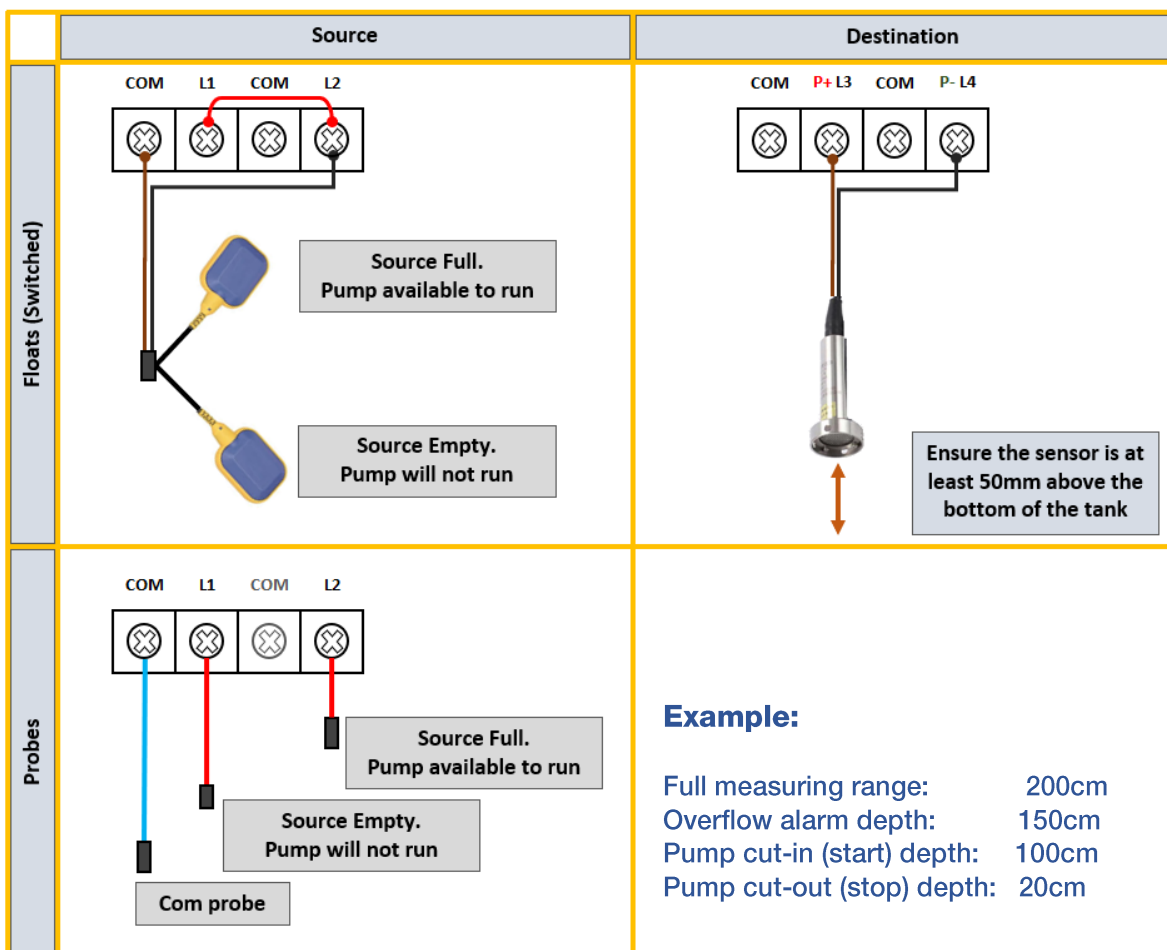 Source
Destination
Floats (Switched)
COM L1 COM L2
Source Full.
Pump available to run
Source Empty.
Pump will not run
COM P+ L3 COM P- L4
Ensure the sensor is at
least 50mm above the
bottom of the tank
Probes
COM L1 COM L2
Source Full.
Pump available to run
Source Empty.
Pump will not run
Com probe
Example:
Full measuring range: 200cm
Overflow alarm depth: 150cm
Pump cut-in (start) depth: 100cm
Pump cut-out (stop) depth: 20cm